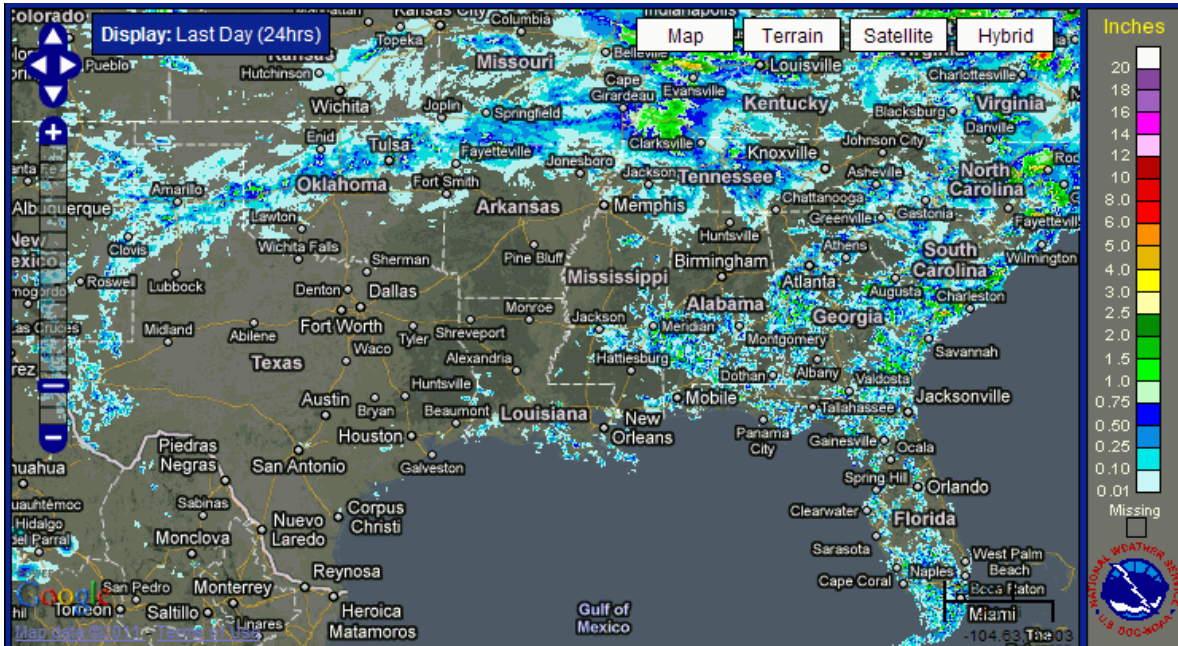 Display: Last Day (24hrs)
Map
Terrain
Satellite
Hybrid
Inches
20
18
16
14
12
10
8.0
6.0
5.0
4.0
3.0
2.5
2.0
1.5
1.0
0.75
0.50
0.25
0.10
0.01
Missing
NATIONAL WEATHER SERVICE
Colorado
Kansas City
Columbia
Indianapolis
Topeka
Kansas
Missouri
Belleville
Louisville
Pueblo
Hutchinson
Wichita
Cape
Girardeau
Evansville
Kentucky
Charlottesville
Blacksburg
Virginia
Danville
Joplin
Springfield
Enid
Tulsa
Fayetteville
Jonesboro
Clarksville
Knoxville
Johnson City
North
Carolina
Amarillo
Oklahoma
Fort Smith
Jackson
Tennessee
Asheville
Albuquerque
Lawton
Arkansas
Memphis
Chattanooga
Greenville
Gastonia
Fayetteville
New
Mexico
Clovis
Wichita Falls
Huntsville
Athens
South
Carolina
Wilmington
Roswell
Lubbock
Sherman
Pine Bluff
Mississippi
Birmingham
Atlanta
Augusta
Charleston
Denton
Dallas
Monroe
Alabama
Georgia
Las Cruces
Midland
Abilene
Fort Worth
Tyler
Shreveport
Jackson
Meridian
Montgomery
Savannah
Texas
Waco
Alexandria
Hattiesburg
Dothan
Albany
Valdosta
Huntsville
Austin
Bryan
Beaumont
Louisiana
Mobile
Tallahassee
Jacksonville
Houston
New
Orleans
Panama
City
Gainesville
Piedras
Negras
San Antonio
Galveston
Ocala
Spring Hill
Orlando
Sabinas
Corpus
Christi
Clearwater
Florida
Hidalgo
del Parral
Monclova
Nuevo
Laredo
Sarasota
West Palm
Beach
Cape Coral
Naples
Boca Raton
San Pedro
Monterrey
Reynosa
Google
Torreon
Saltillo
Linares
Heroica
Matamoros
Gulf of
Mexico
Miami
Map data ©2011 - Terms of Use